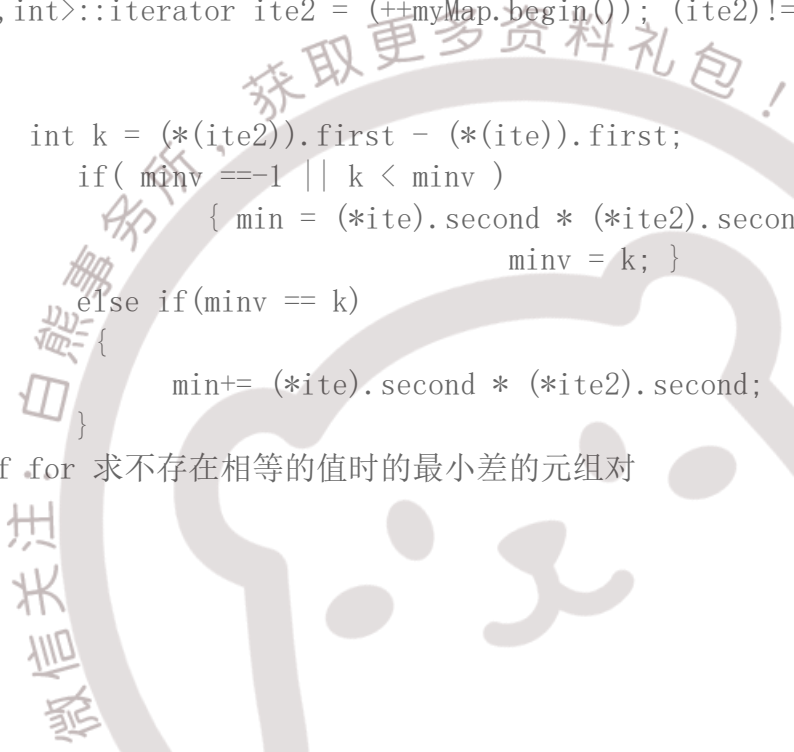 ,int>::iterator ite2 = (++myMap.begin()); (ite2)!=
int k = (*(ite2)).first - (*(ite)).first;
if( minv ==-1 || k < minv )
{ min = (*ite).second * (*ite2).secon
minv = k; }
else if(minv == k)
{
min+= (*ite).second * (*ite2).second;
}
f for 求不存在相等的值时的最小差的元组对
微信关注：白熊事务所，获取更多资料礼包！